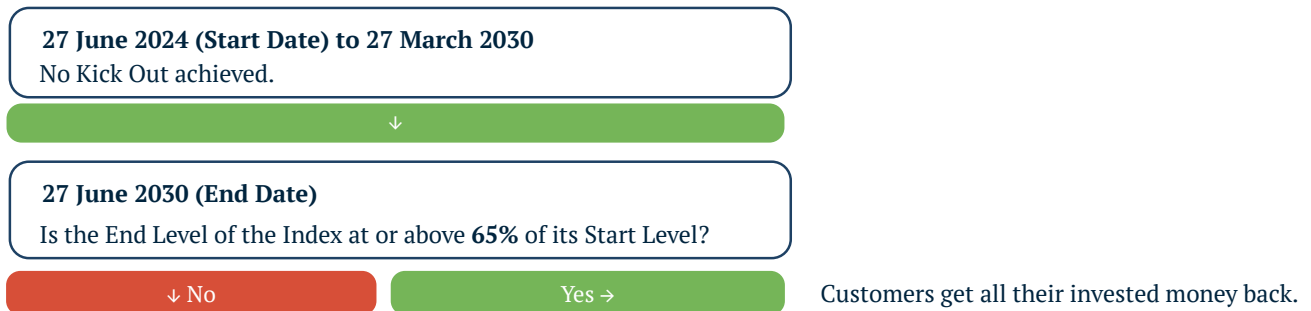 27 June 2024 (Start Date) to 27 March 2030
No Kick Out achieved.
↓
27 June 2030 (End Date)
Is the End Level of the Index at or above 65% of its Start Level?
↓ No
Yes →
Customers get all their invested money back.